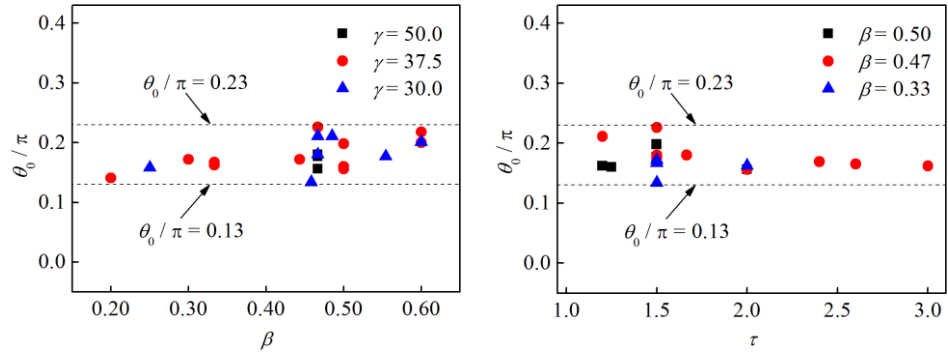 0.4
0.3
0.2
0.1
0.0
θ₀ / π
γ = 50.0
γ = 37.5
γ = 30.0
θ₀ / π = 0.23
θ₀ / π = 0.13
0.20 0.30 0.40 0.50 0.60
β
0.4
0.3
0.2
0.1
0.0
θ₀ / π
β = 0.50
β = 0.47
β = 0.33
θ₀ / π = 0.23
θ₀ / π = 0.13
1.0 1.5 2.0 2.5 3.0
τ